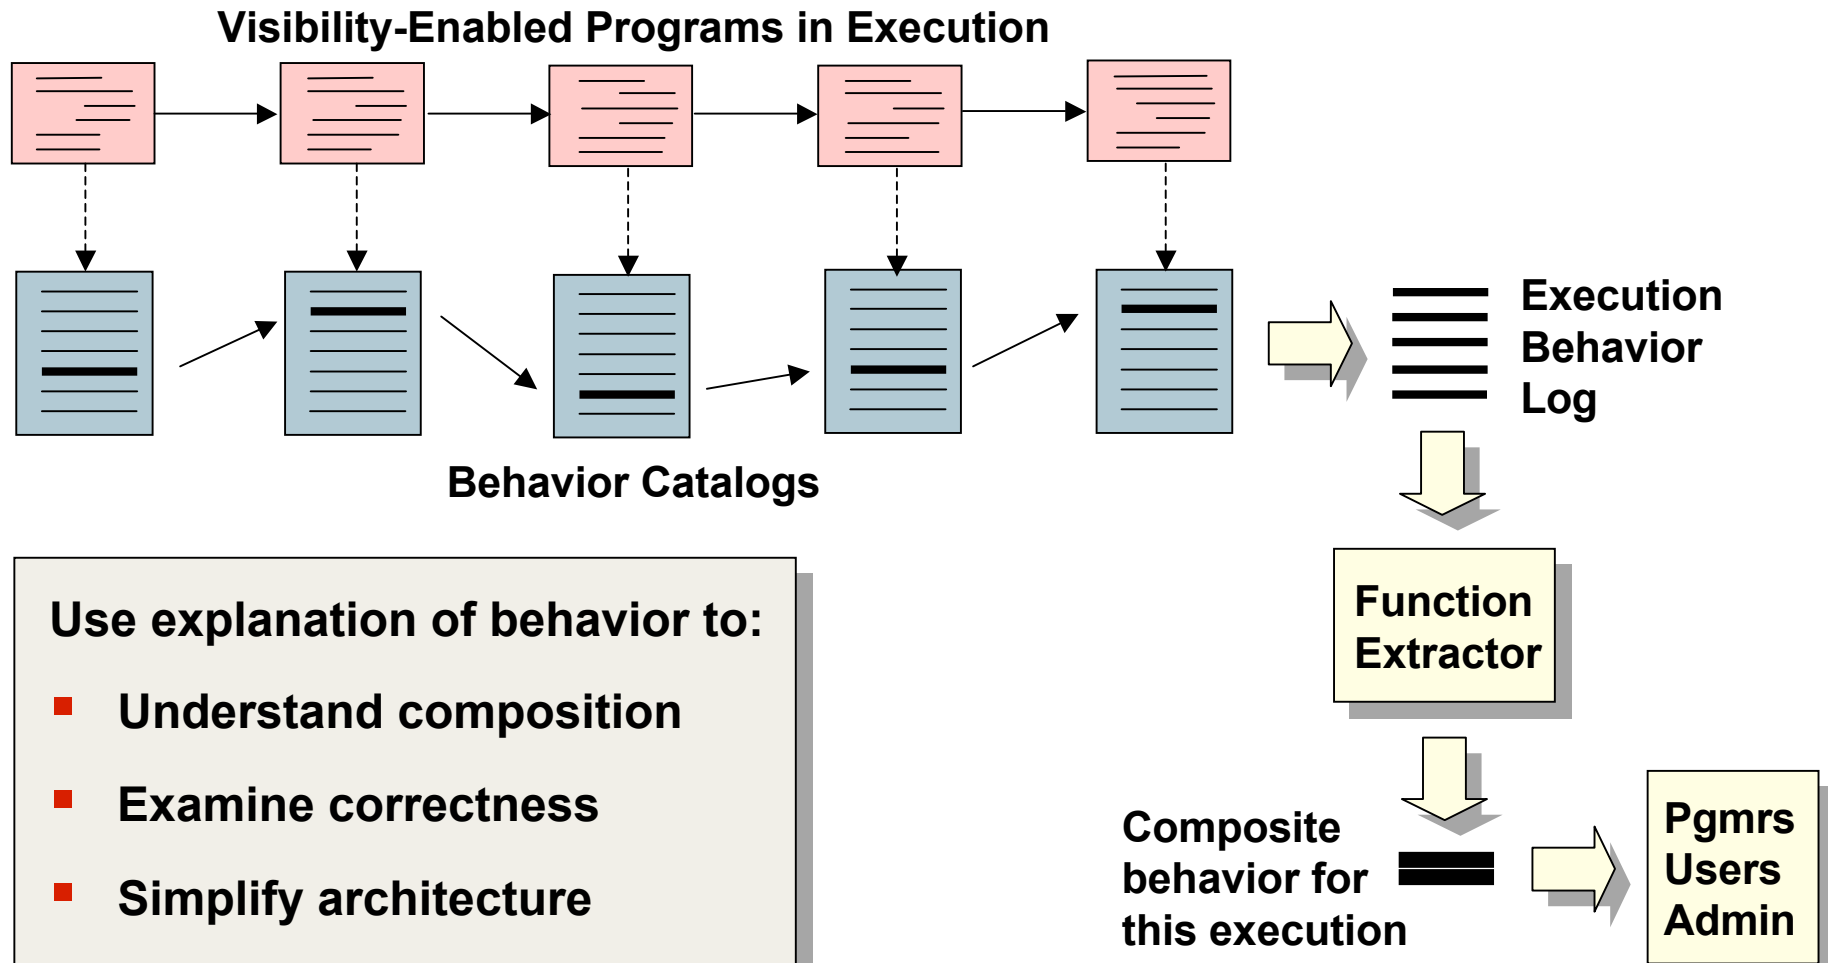 Visibility-Enabled Programs in Execution
Execution
Behavior
Log
Behavior Catalogs
Use explanation of behavior to:
▪ Understand composition
▪ Examine correctness
▪ Simplify architecture
Function
Extractor
Composite
behavior for
this execution
Pgmrs
Users
Admin